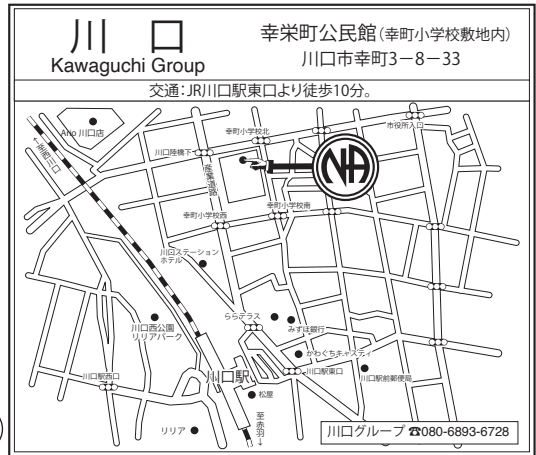 川 口
Kawaguchi Group
幸栄町公民館(幸町小学校敷地内)
川口市幸町3－8－33
交通：JR川口駅東口より徒歩10分。
Ario 川口店
←至西川口
川口陸橋下
幸町小学校北
市役所入口
産業道路
NA
幸町小学校西
幸町小学校南
川口ステーション
ホテル
ららテラス
みずほ銀行
川口西公園
リリアパーク
かわぐちキャスティ
川口駅西口
川口駅
川口駅東口
川口駅前郵便局
松屋
至赤羽→
リリア
川口グループ ☎080-6893-6728